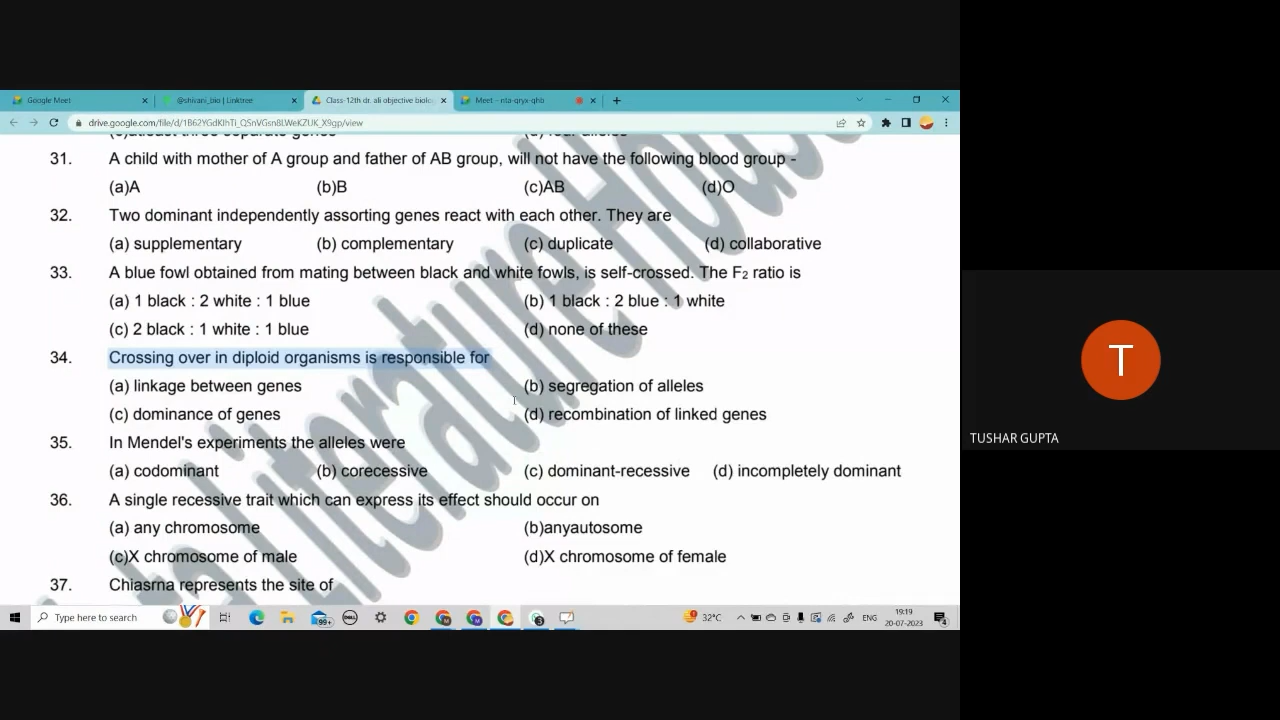 Google Meet
@shivani_bio | Linktree
Class-12th dr. ali objective biolo
Meet – nta-qryx-qhb
drive.google.com/file/d/1B62YGdKIhTi_QSnVGsn8LWeKZUK_X9gp/view
31. A child with mother of A group and father of AB group, will not have the following blood group -
(a)A (b)B (c)AB (d)O
32. Two dominant independently assorting genes react with each other. They are
(a) supplementary (b) complementary (c) duplicate (d) collaborative
33. A blue fowl obtained from mating between black and white fowls, is self-crossed. The F₂ ratio is
(a) 1 black : 2 white : 1 blue (b) 1 black : 2 blue : 1 white
(c) 2 black : 1 white : 1 blue (d) none of these
34. Crossing over in diploid organisms is responsible for
(a) linkage between genes (b) segregation of alleles
(c) dominance of genes (d) recombination of linked genes
35. In Mendel's experiments the alleles were
(a) codominant (b) corecessive (c) dominant-recessive (d) incompletely dominant
36. A single recessive trait which can express its effect should occur on
(a) any chromosome (b)anyautosome
(c)X chromosome of male (d)X chromosome of female
37. Chiasrna represents the site of
Literature House
T
TUSHAR GUPTA
Type here to search
99+
DELL
32°C
ENG
19:19
20-07-2023
4